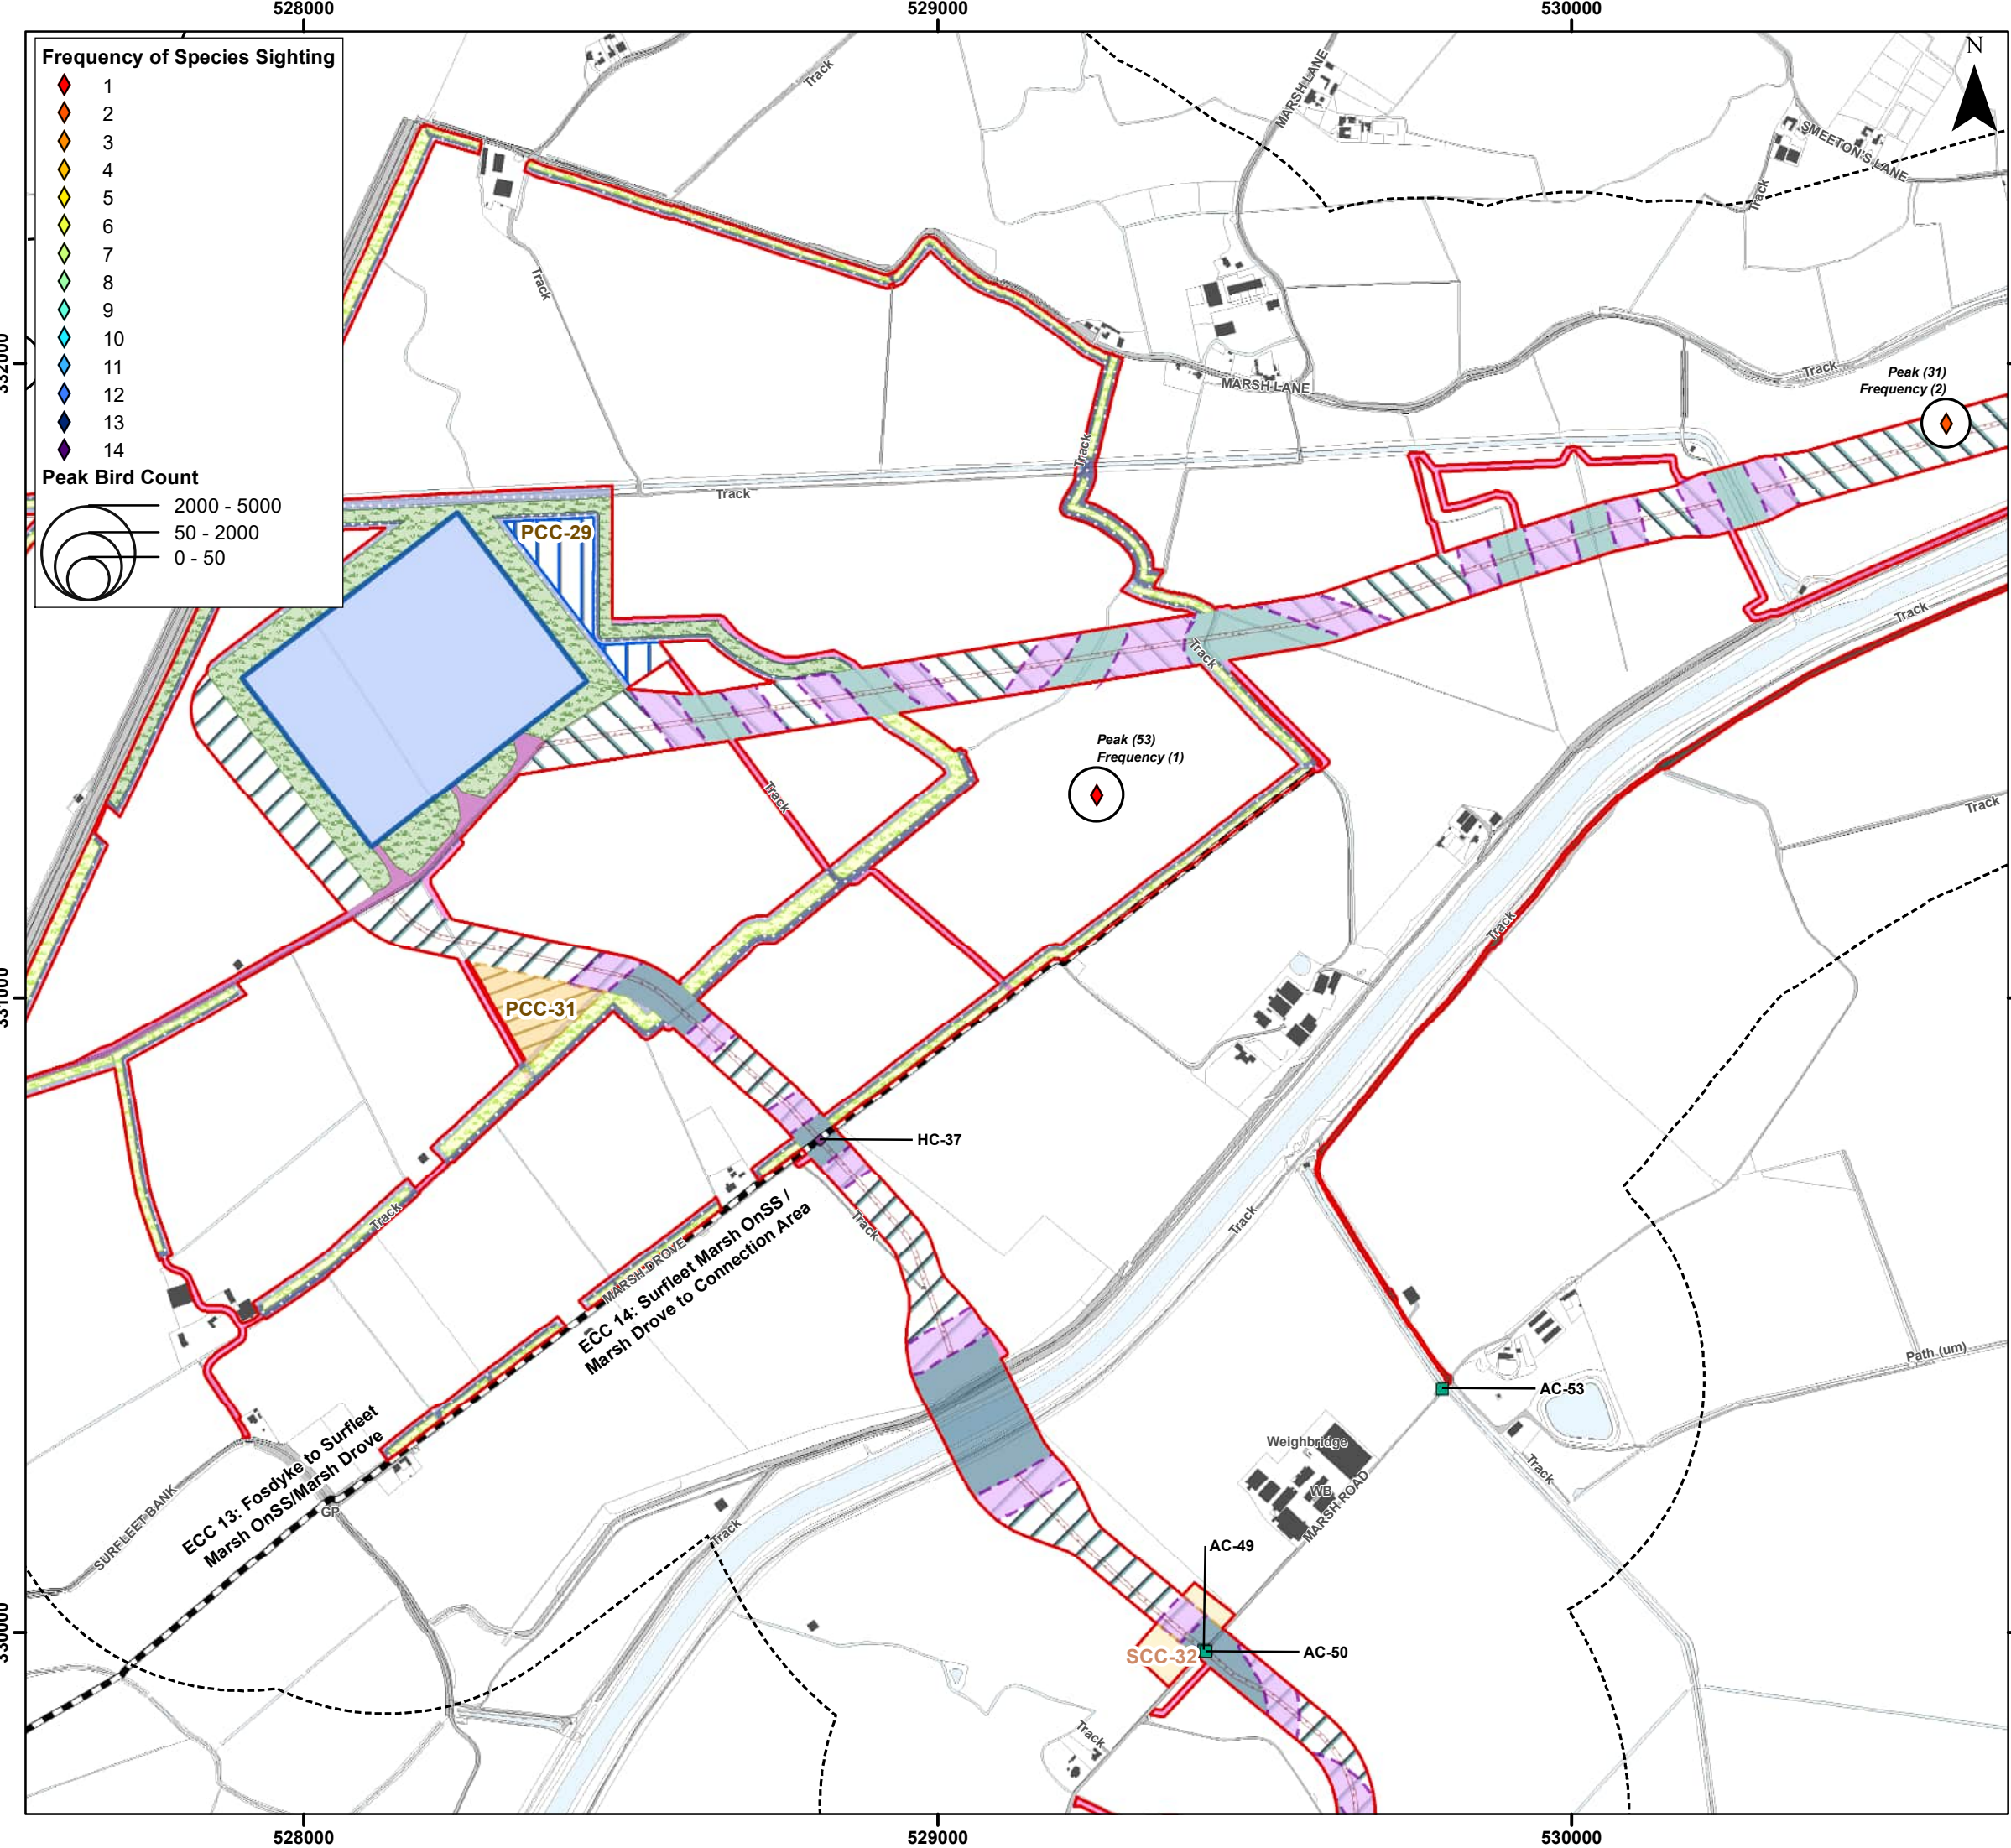 528000
529000
530000
Frequency of Species Sighting
1
2
3
4
5
6
7
8
9
10
11
12
13
14
Peak Bird Count
2000 - 5000
50 - 2000
0 - 50
N
Track
MARSH LANE
SMEETON'S LANE
Track
Track
MARSH LANE
Track
Peak (31)
Frequency (2)
332000
Track
Track
PCC-29
Track
Track
Peak (53)
Frequency (1)
Track
Track
Track
331000
PCC-31
HC-37
Track
Track
Track
MARSH DROVE
ECC 14: Surfleet Marsh OnSS /
Marsh Drove to Connection Area
Path (um)
AC-53
ECC 13: Fosdyke to Surfleet
Marsh OnSS/Marsh Drove
SURFLEET BANK
GP
Weighbridge
WB
MARSH ROAD
Track
Track
AC-49
330000
SCC-32
AC-50
Track
528000
529000
530000